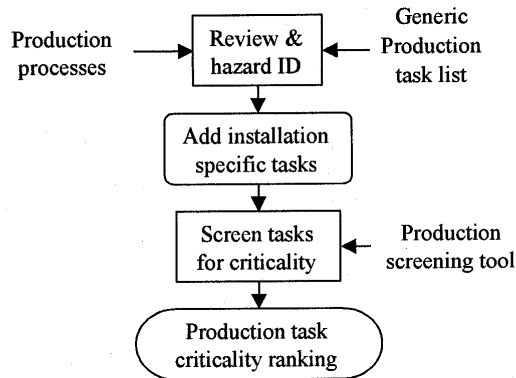 Production
processes
Review &
hazard ID
Generic
Production
task list
Add installation
specific tasks
Screen tasks
for criticality
Production
screening tool
Production task
criticality ranking